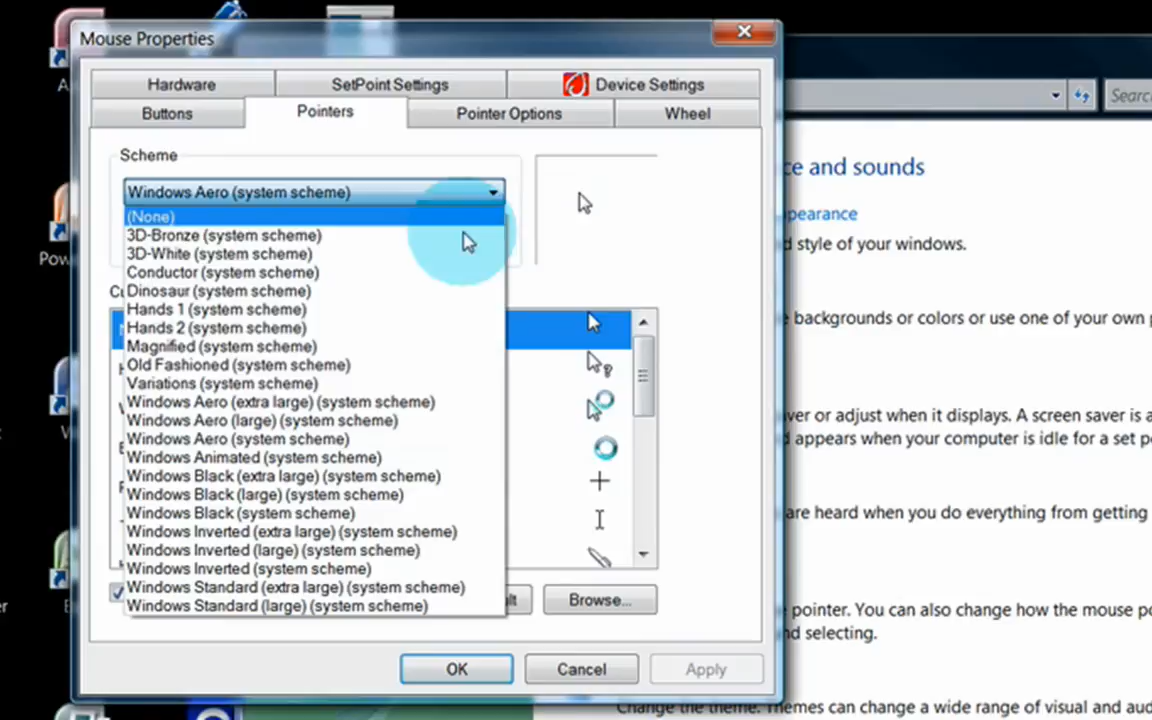 Mouse Properties
Hardware
SetPoint Settings
Device Settings
Buttons
Pointers
Pointer Options
Wheel
Scheme
Windows Aero (system scheme)
(None)
3D-Bronze (system scheme)
3D-White (system scheme)
Conductor (system scheme)
Dinosaur (system scheme)
Hands 1 (system scheme)
Hands 2 (system scheme)
Magnified (system scheme)
Old Fashioned (system scheme)
Variations (system scheme)
Windows Aero (extra large) (system scheme)
Windows Aero (large) (system scheme)
Windows Aero (system scheme)
Windows Animated (system scheme)
Windows Black (extra large) (system scheme)
Windows Black (large) (system scheme)
Windows Black (system scheme)
Windows Inverted (extra large) (system scheme)
Windows Inverted (large) (system scheme)
Windows Inverted (system scheme)
Windows Standard (extra large) (system scheme)
Windows Standard (large) (system scheme)
Browse...
OK
Cancel
Apply
Searc
ce and sounds
pearance
d style of your windows.
backgrounds or colors or use one of your own p
ver or adjust when it displays. A screen saver is a
d appears when your computer is idle for a set pe
are heard when you do everything from getting
pointer. You can also change how the mouse po
nd selecting.
Change the theme. Themes can change a wide range of visual and aud